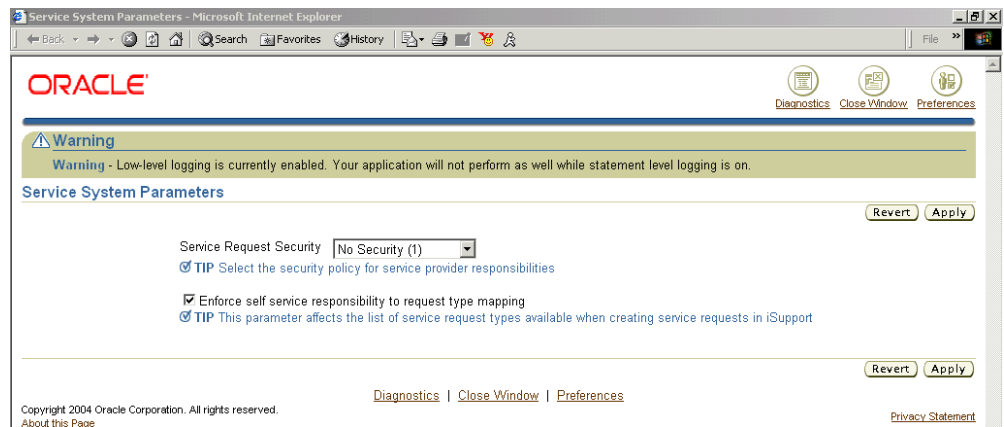 Service System Parameters - Microsoft Internet Explorer
Back Search Favorites History File »
ORACLE
Diagnostics Close Window Preferences
Warning
Warning - Low-level logging is currently enabled. Your application will not perform as well while statement level logging is on.
Service System Parameters
Revert Apply
Service Request Security No Security (1)
TIP Select the security policy for service provider responsibilities
Enforce self service responsibility to request type mapping
TIP This parameter affects the list of service request types available when creating service requests in iSupport
Revert Apply
Diagnostics | Close Window | Preferences
Copyright 2004 Oracle Corporation. All rights reserved.
About this Page Privacy Statement